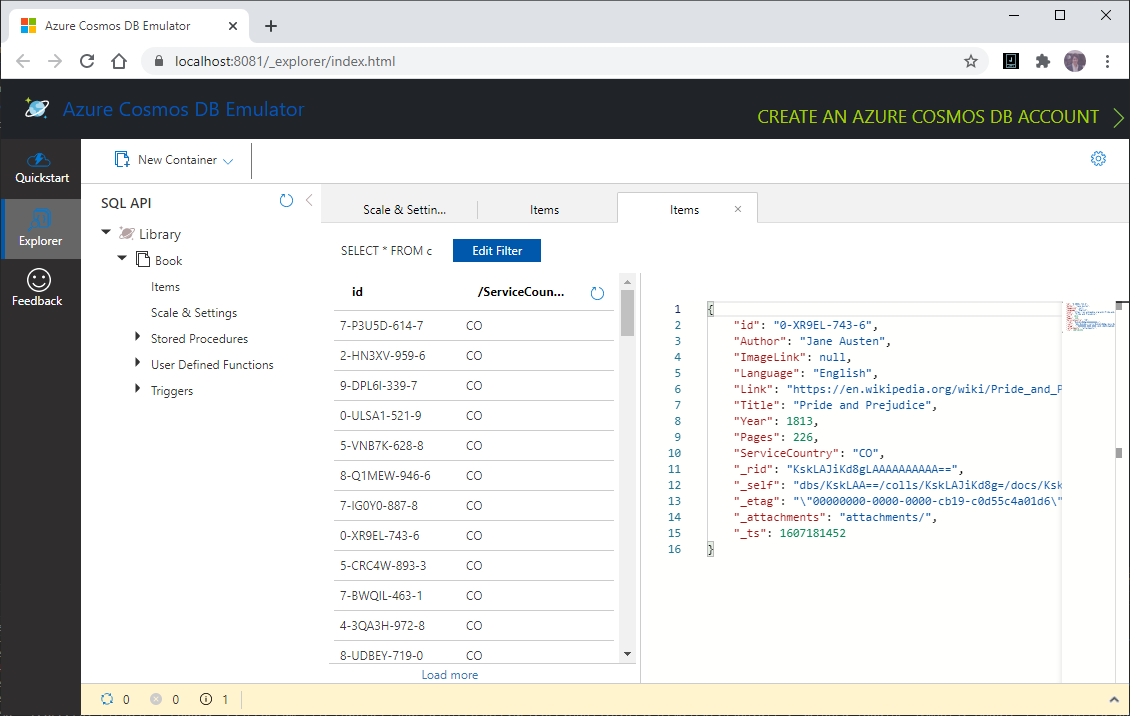 Azure Cosmos DB Emulator
localhost:8081/_explorer/index.html
Azure Cosmos DB Emulator
CREATE AN AZURE COSMOS DB ACCOUNT
Quickstart
Explorer
Feedback
New Container
SQL API
Library
Book
Items
Scale & Settings
Stored Procedures
User Defined Functions
Triggers
Scale & Settin...
Items
Items
SELECT * FROM c
Edit Filter
id /ServiceCoun...
7-P3U5D-614-7 CO
2-HN3XV-959-6 CO
9-DPL6I-339-7 CO
0-ULSA1-521-9 CO
5-VNB7K-628-8 CO
8-Q1MEW-946-6 CO
7-IG0Y0-887-8 CO
0-XR9EL-743-6 CO
5-CRC4W-893-3 CO
7-BWQIL-463-1 CO
4-3QA3H-972-8 CO
8-UDBEY-719-0 CO
Load more
1 {
2 "id": "0-XR9EL-743-6",
3 "Author": "Jane Austen",
4 "ImageLink": null,
5 "Language": "English",
6 "Link": "https://en.wikipedia.org/wiki/Pride_and_P
7 "Title": "Pride and Prejudice",
8 "Year": 1813,
9 "Pages": 226,
10 "ServiceCountry": "CO",
11 "_rid": "KskLAJiKd8gLAAAAAAAAAA==",
12 "_self": "dbs/KskLAA==/colls/KskLAJiKd8g=/docs/Ksk
13 "_etag": "\"00000000-0000-0000-cb19-c0d55c4a01d6\"
14 "_attachments": "attachments/",
15 "_ts": 1607181452
16 }
0 0 1